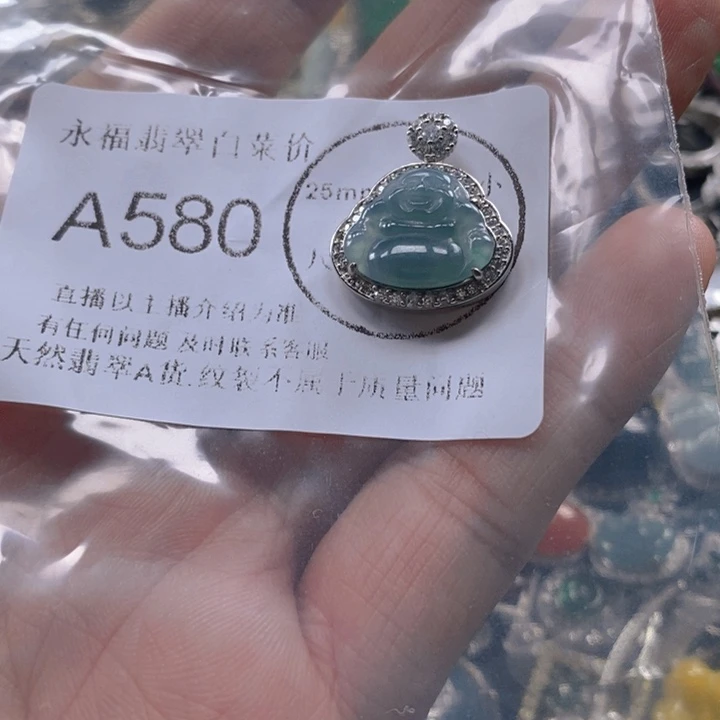 永福翡翠白菜价
25mm
小
A580
直播以主播介绍为准
有任何问题 及时联系客服
天然翡翠A货.纹裂不属于质量问题